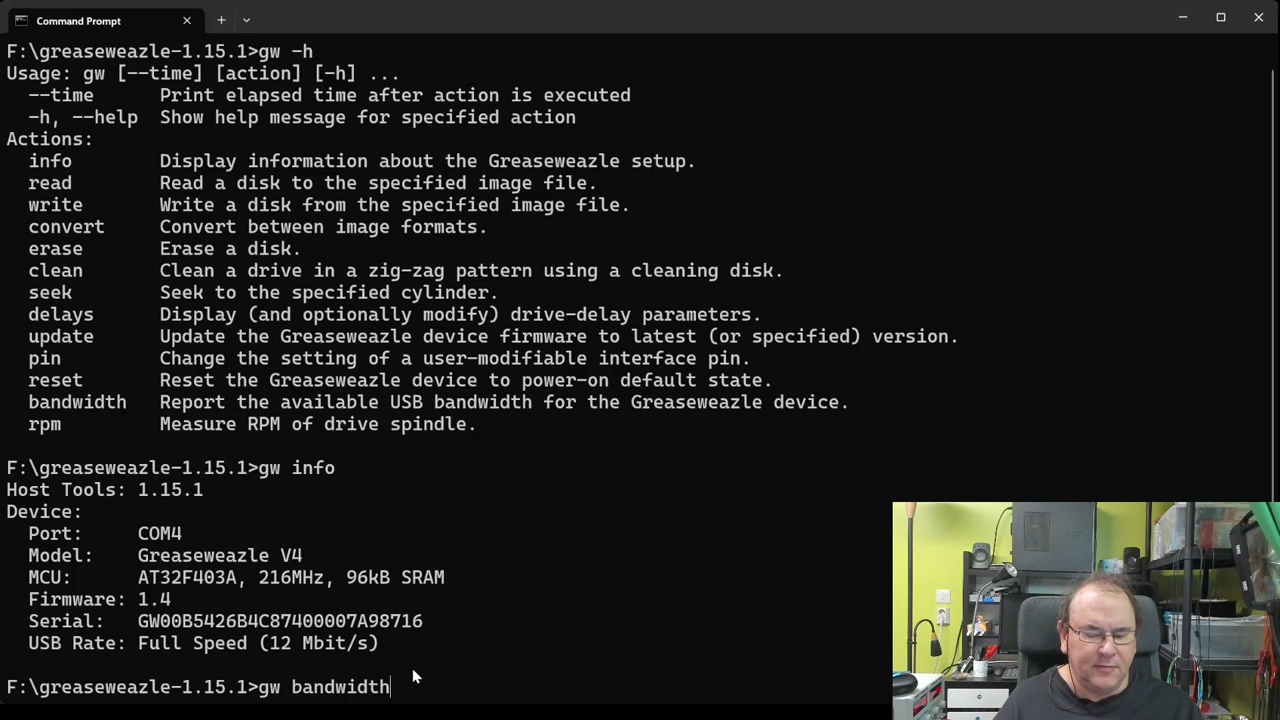 Command Prompt
F:\greaseweazle-1.15.1>gw -h
Usage: gw [--time] [action] [-h] ...
  --time      Print elapsed time after action is executed
  -h, --help  Show help message for specified action
Actions:
  info        Display information about the Greaseweazle setup.
  read        Read a disk to the specified image file.
  write       Write a disk from the specified image file.
  convert     Convert between image formats.
  erase       Erase a disk.
  clean       Clean a drive in a zig-zag pattern using a cleaning disk.
  seek        Seek to the specified cylinder.
  delays      Display (and optionally modify) drive-delay parameters.
  update      Update the Greaseweazle device firmware to latest (or specified) version.
  pin         Change the setting of a user-modifiable interface pin.
  reset       Reset the Greaseweazle device to power-on default state.
  bandwidth   Report the available USB bandwidth for the Greaseweazle device.
  rpm         Measure RPM of drive spindle.
F:\greaseweazle-1.15.1>gw info
Host Tools: 1.15.1
Device:
  Port:     COM4
  Model:    Greaseweazle V4
  MCU:      AT32F403A, 216MHz, 96kB SRAM
  Firmware: 1.4
  Serial:   GW00B5426B4C87400007A98716
  USB Rate: Full Speed (12 Mbit/s)
F:\greaseweazle-1.15.1>gw bandwidth